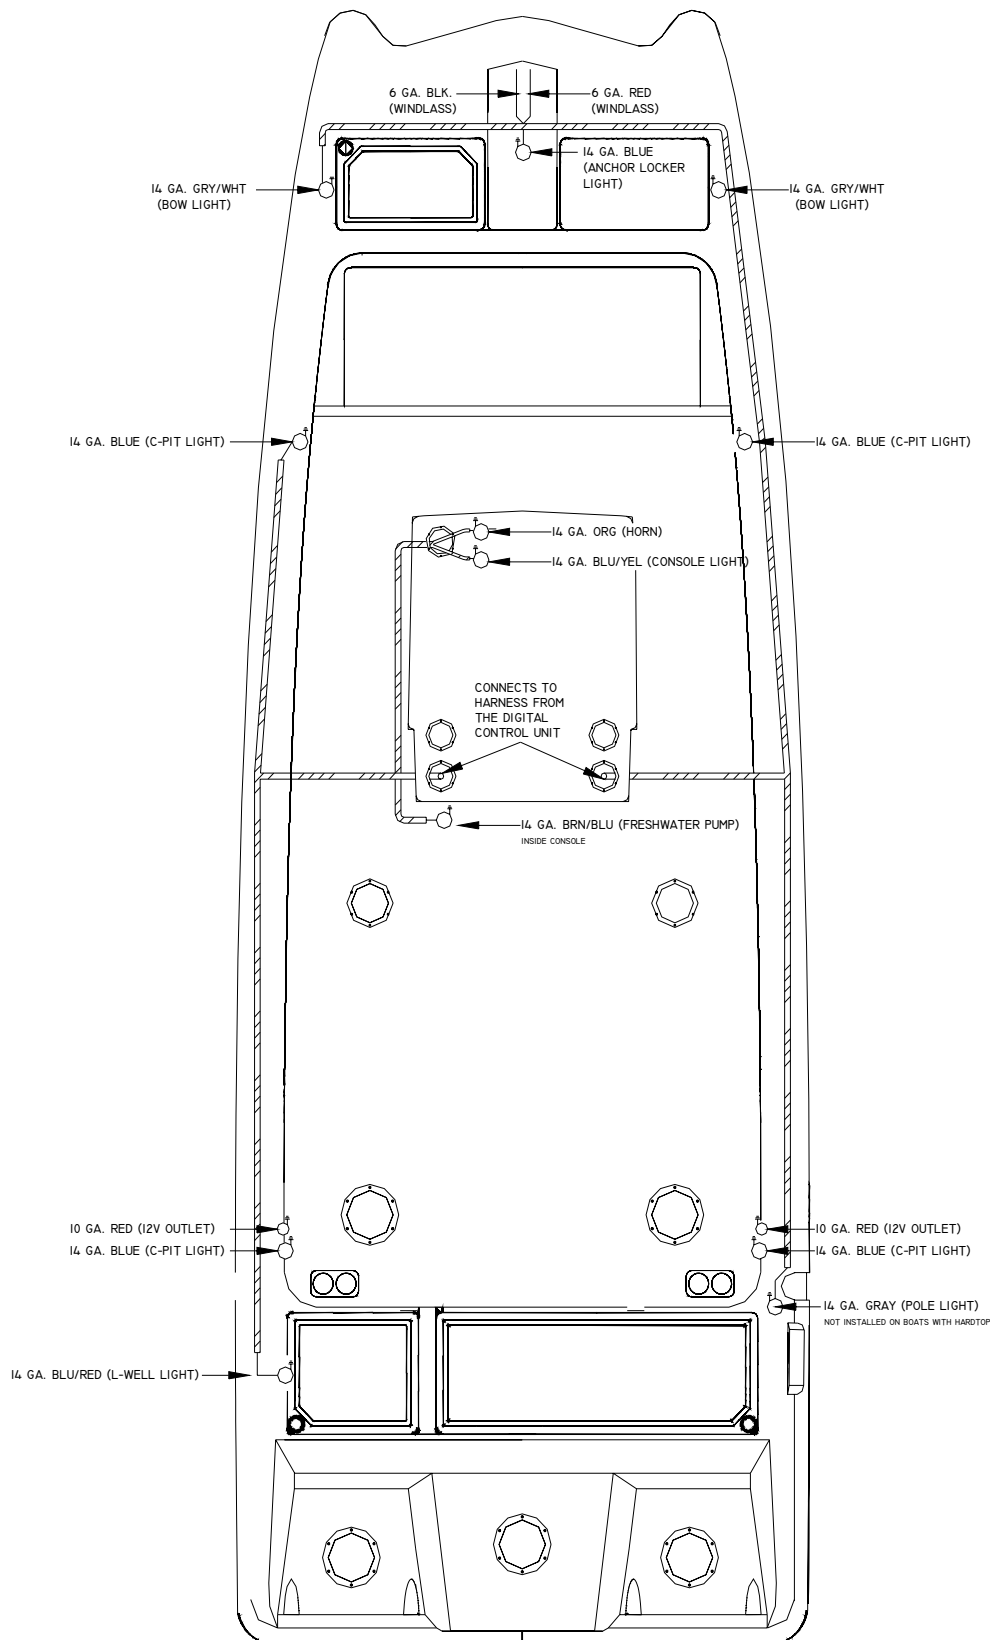 6 GA. BLK.
(WINDLASS)
6 GA. RED
(WINDLASS)
14 GA. BLUE
(ANCHOR LOCKER
LIGHT)
14 GA. GRY/WHT
(BOW LIGHT)
14 GA. GRY/WHT
(BOW LIGHT)
14 GA. BLUE (C-PIT LIGHT)
14 GA. BLUE (C-PIT LIGHT)
14 GA. ORG (HORN)
14 GA. BLU/YEL (CONSOLE LIGHT)
CONNECTS TO
HARNESS FROM
THE DIGITAL
CONTROL UNIT
14 GA. BRN/BLU (FRESHWATER PUMP)
INSIDE CONSOLE
10 GA. RED (12V OUTLET)
10 GA. RED (12V OUTLET)
14 GA. BLUE (C-PIT LIGHT)
14 GA. BLUE (C-PIT LIGHT)
14 GA. GRAY (POLE LIGHT)
NOT INSTALLED ON BOATS WITH HARDTOP
14 GA. BLU/RED (L-WELL LIGHT)